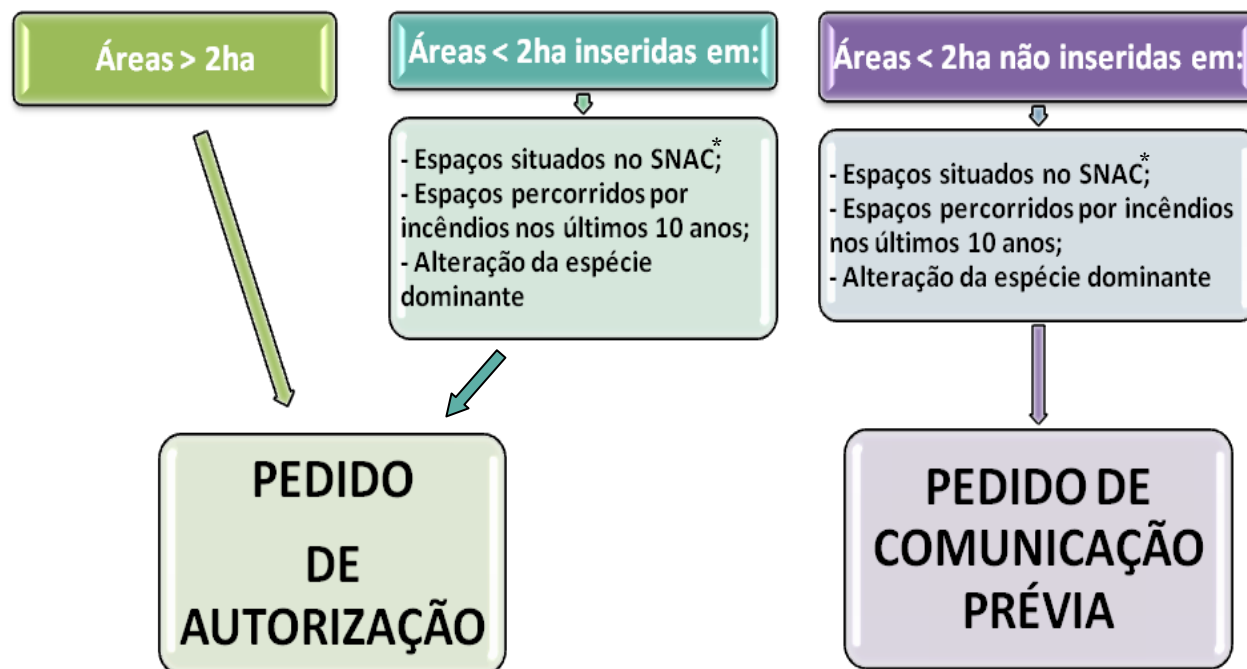 Áreas > 2ha
Áreas < 2ha inseridas em:
- Espaços situados no SNAC*;
- Espaços percorridos por
incêndios nos últimos 10 anos;
- Alteração da espécie
dominante
Áreas < 2ha não inseridas em:
- Espaços situados no SNAC*;
- Espaços percorridos por incêndios
nos últimos 10 anos;
- Alteração da espécie dominante
PEDIDO
DE
AUTORIZAÇÃO
PEDIDO DE
COMUNICAÇÃO
PRÉVIA